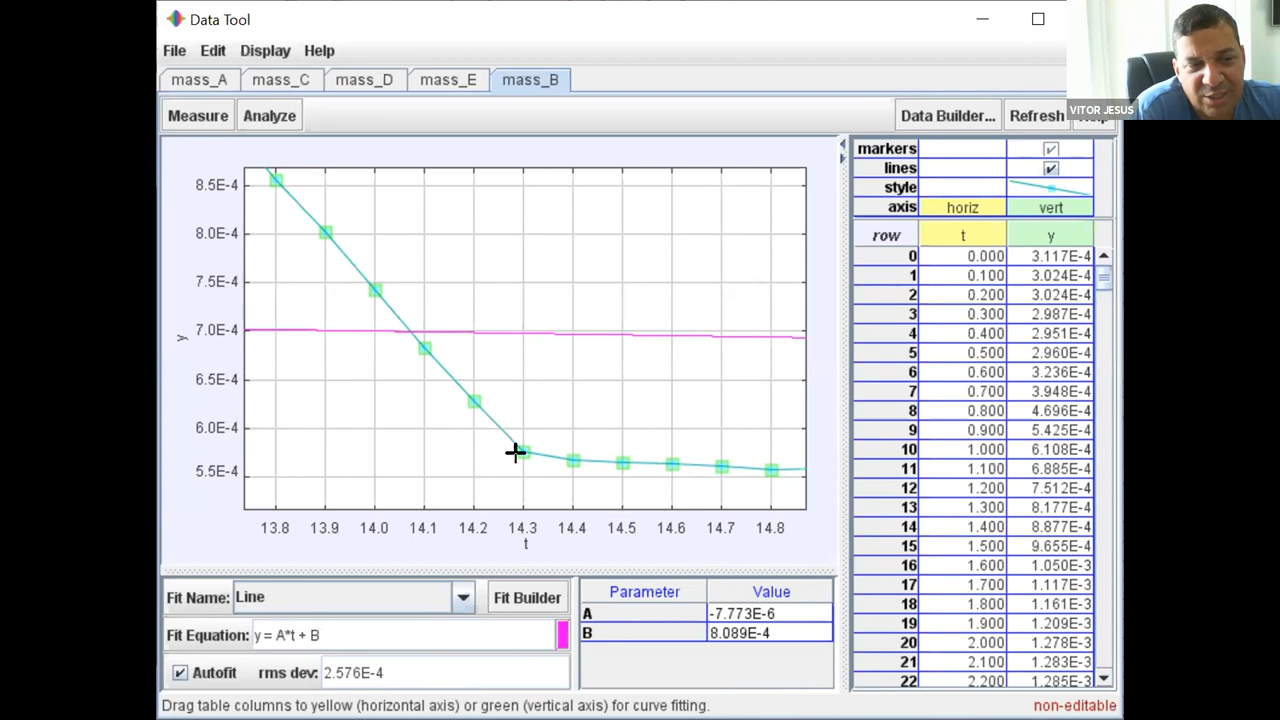 Data Tool
File Edit Display Help
mass_A mass_C mass_D mass_E mass_B
VITOR JESUS
Measure Analyze Data Builder... Refresh Help
8.5E-4
8.0E-4
7.5E-4
7.0E-4
6.5E-4
6.0E-4
5.5E-4
y
13.8 13.9 14.0 14.1 14.2 14.3 14.4 14.5 14.6 14.7 14.8
t
markers
lines
style
axis horiz vert
row t y
0 0.000 3.117E-4
1 0.100 3.024E-4
2 0.200 3.024E-4
3 0.300 2.987E-4
4 0.400 2.951E-4
5 0.500 2.960E-4
6 0.600 3.236E-4
7 0.700 3.948E-4
8 0.800 4.696E-4
9 0.900 5.425E-4
10 1.000 6.108E-4
11 1.100 6.885E-4
12 1.200 7.512E-4
13 1.300 8.177E-4
14 1.400 8.877E-4
15 1.500 9.655E-4
16 1.600 1.050E-3
17 1.700 1.117E-3
18 1.800 1.161E-3
19 1.900 1.209E-3
20 2.000 1.278E-3
21 2.100 1.283E-3
22 2.200 1.285E-3
Fit Name: Line Fit Builder
Fit Equation: y = A*t + B
Autofit rms dev: 2.576E-4
Parameter Value
A -7.773E-6
B 8.089E-4
Drag table columns to yellow (horizontal axis) or green (vertical axis) for curve fitting. non-editable